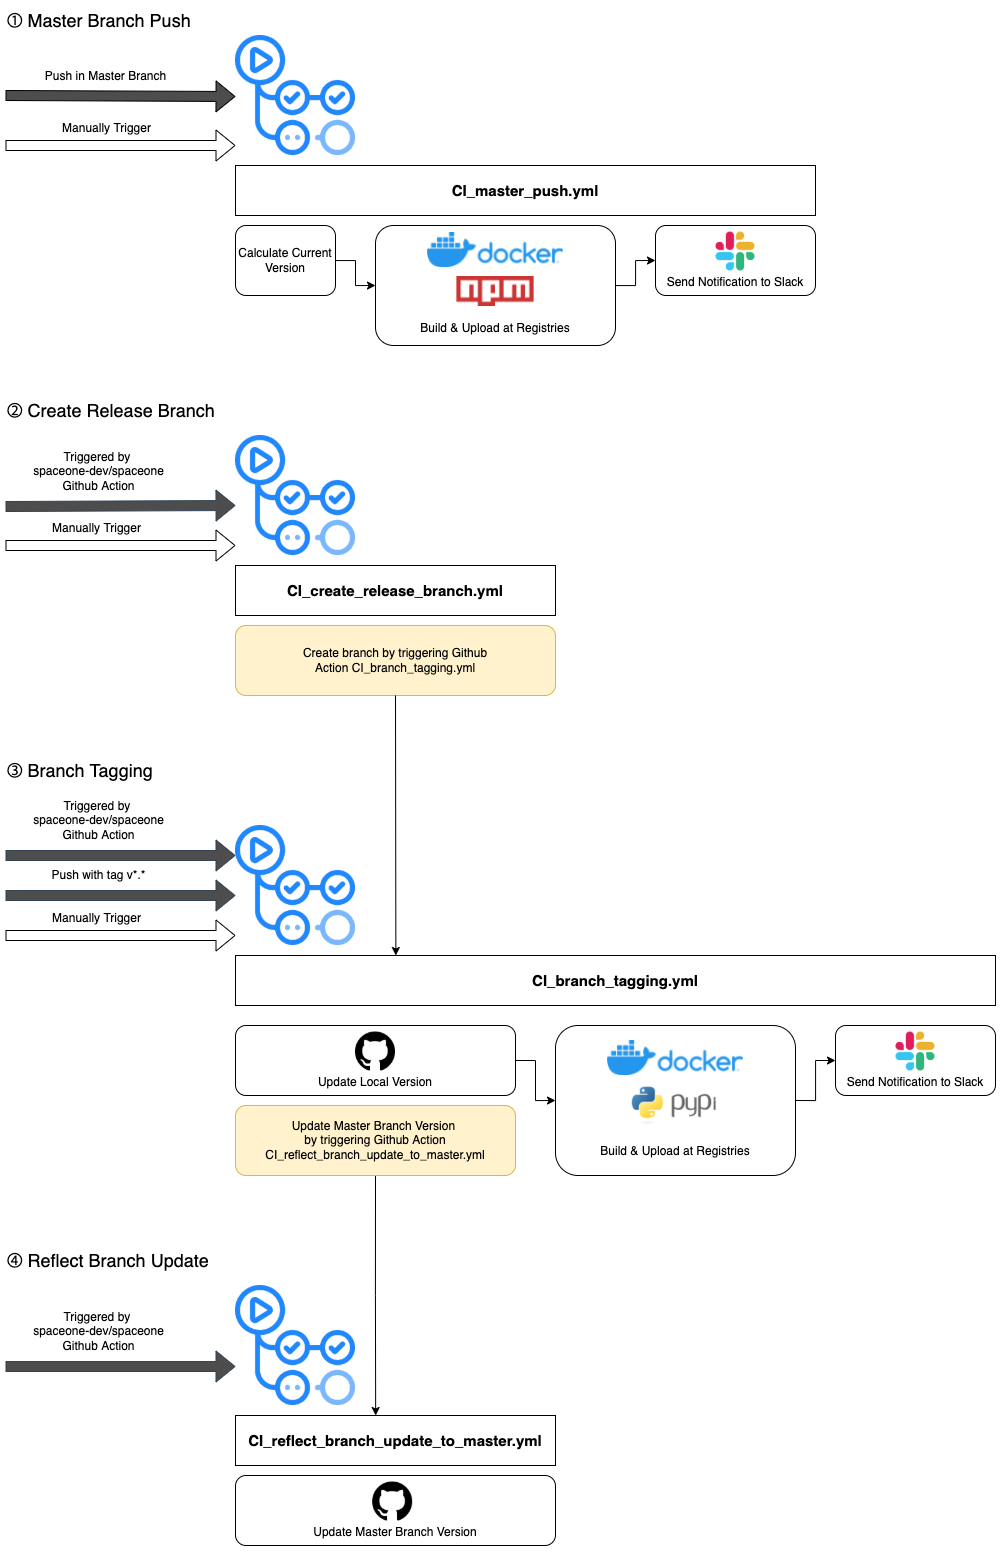 ① Master Branch Push
Push in Master Branch
Manually Trigger
CI_master_push.yml
Calculate Current
Version
docker
npm
Build & Upload at Registries
Send Notification to Slack
② Create Release Branch
Triggered by
spaceone-dev/spaceone
Github Action
Manually Trigger
CI_create_release_branch.yml
Create branch by triggering Github
Action CI_branch_tagging.yml
③ Branch Tagging
Triggered by
spaceone-dev/spaceone
Github Action
Push with tag v*.*
Manually Trigger
CI_branch_tagging.yml
Update Local Version
Update Master Branch Version
by triggering Github Action
CI_reflect_branch_update_to_master.yml
docker
pypi
Build & Upload at Registries
Send Notification to Slack
④ Reflect Branch Update
Triggered by
spaceone-dev/spaceone
Github Action
CI_reflect_branch_update_to_master.yml
Update Master Branch Version